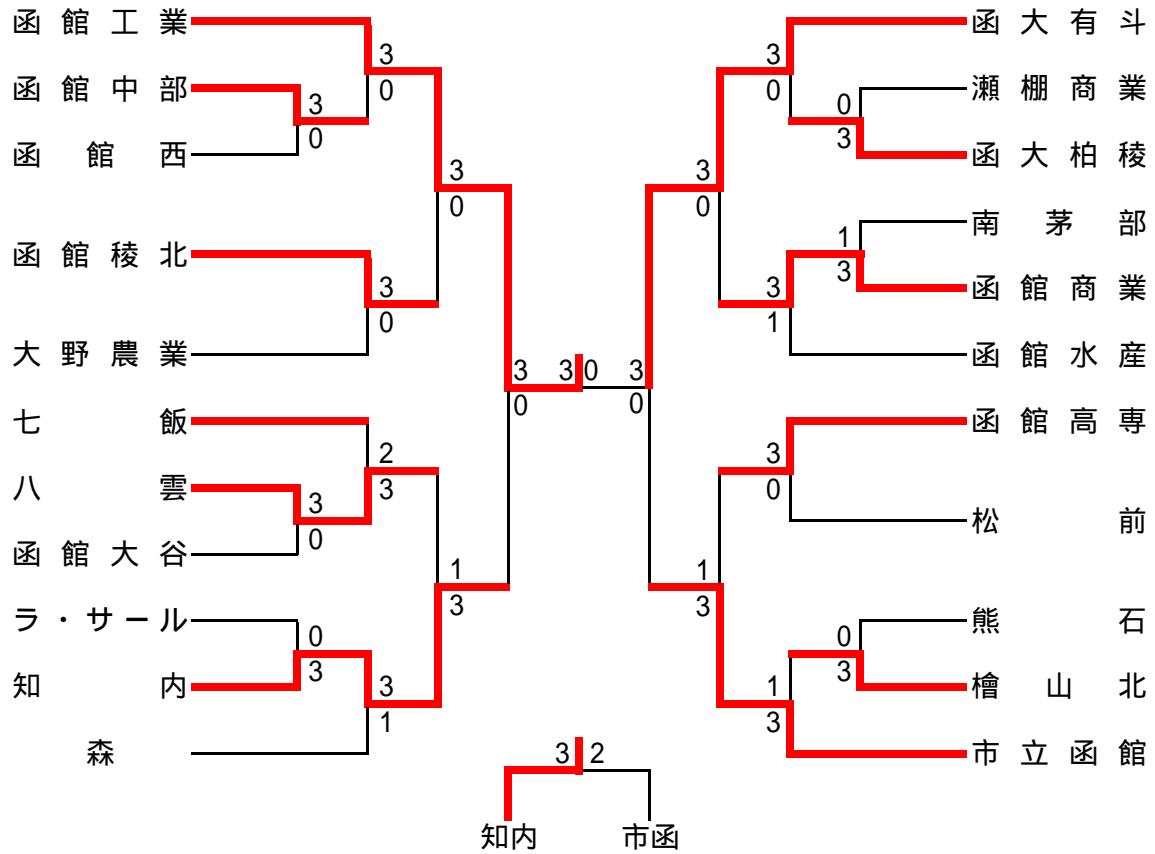 函館工業
函館中部
函館西
函館稜北
大野農業
七飯
八雲
函館大谷
ラ・サール
知内
森
3
0
3
0
3
0
3
0
2
3
3
0
1
3
0
3
3
1
3
0
3 0
3
0
3
0
0
3
3
0
1
3
3
1
3
0
1
3
0
3
1
3
函大有斗
瀬棚商業
函大柏稜
南茅部
函館商業
函館水産
函館高専
松前
熊石
檜山北
市立函館
3 2
知内 市函